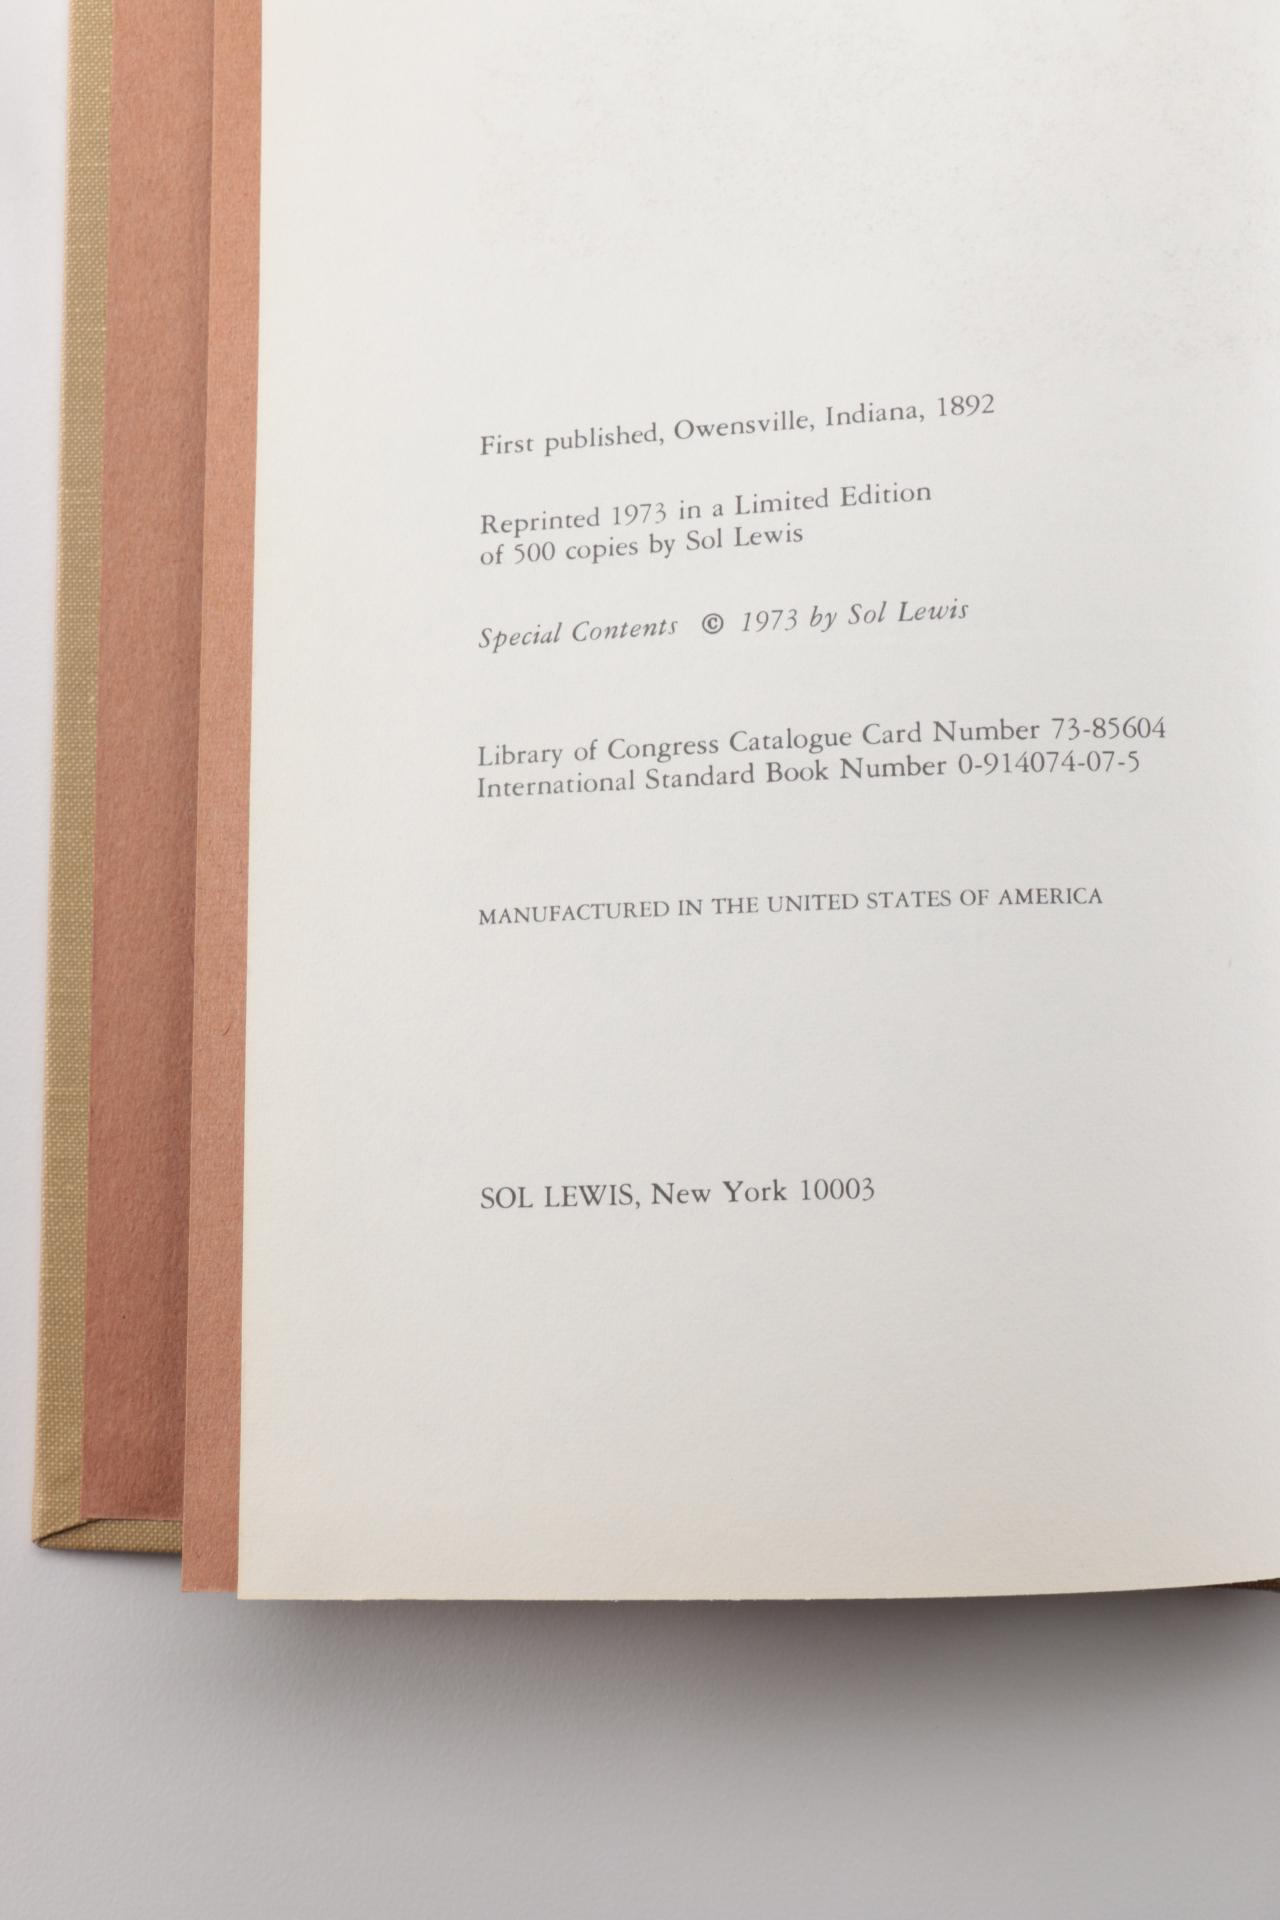 First published, Owensville, Indiana, 1892
Reprinted 1973 in a Limited Edition
of 500 copies by Sol Lewis
Special Contents © 1973 by Sol Lewis
Library of Congress Catalogue Card Number 73-85604
International Standard Book Number 0-914074-07-5
MANUFACTURED IN THE UNITED STATES OF AMERICA
SOL LEWIS, New York 10003